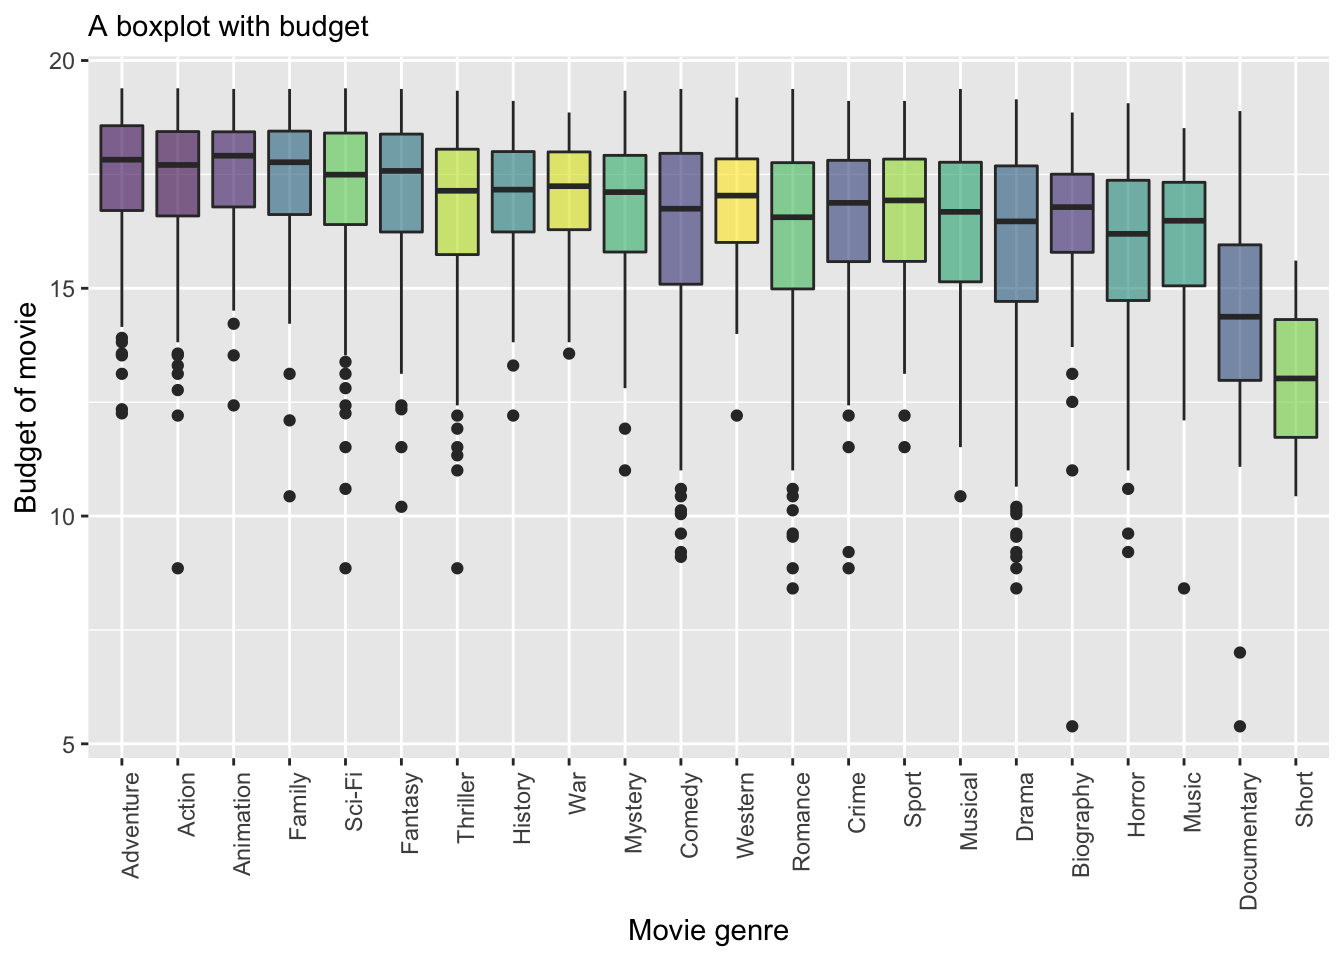 A boxplot with budget
Budget of movie
20
15
10
5
Adventure
Action
Animation
Family
Sci-Fi
Fantasy
Thriller
History
War
Mystery
Comedy
Western
Romance
Crime
Sport
Musical
Drama
Biography
Horror
Music
Documentary
Short
Movie genre